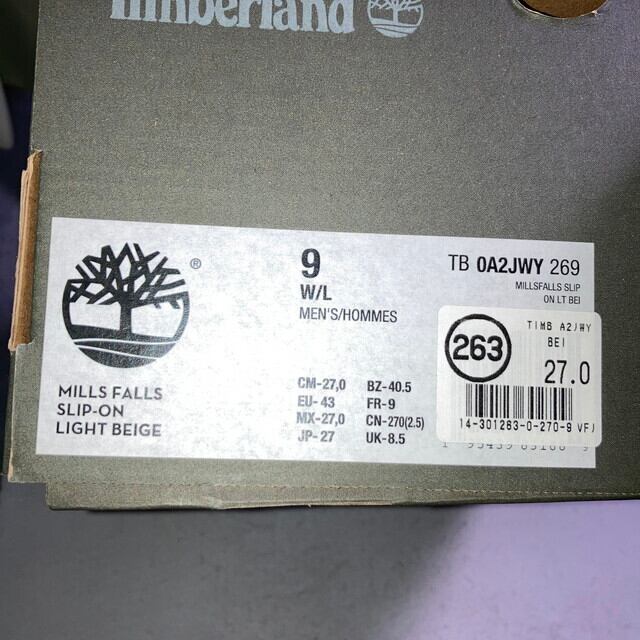 Timberland
®
9
W/L
MEN'S/HOMMES
TB 0A2JWY 269
MILLSFALLS SLIP
ON LT BEI
MILLS FALLS
SLIP-ON
LIGHT BEIGE
CM-27,0 BZ-40.5
EU- 43 FR-9
MX-27,0 CN-270(2.5)
JP-27 UK-8.5
263
TIMB A2JWY
BEI
27.0
14-301283-0-270-9 VFJ